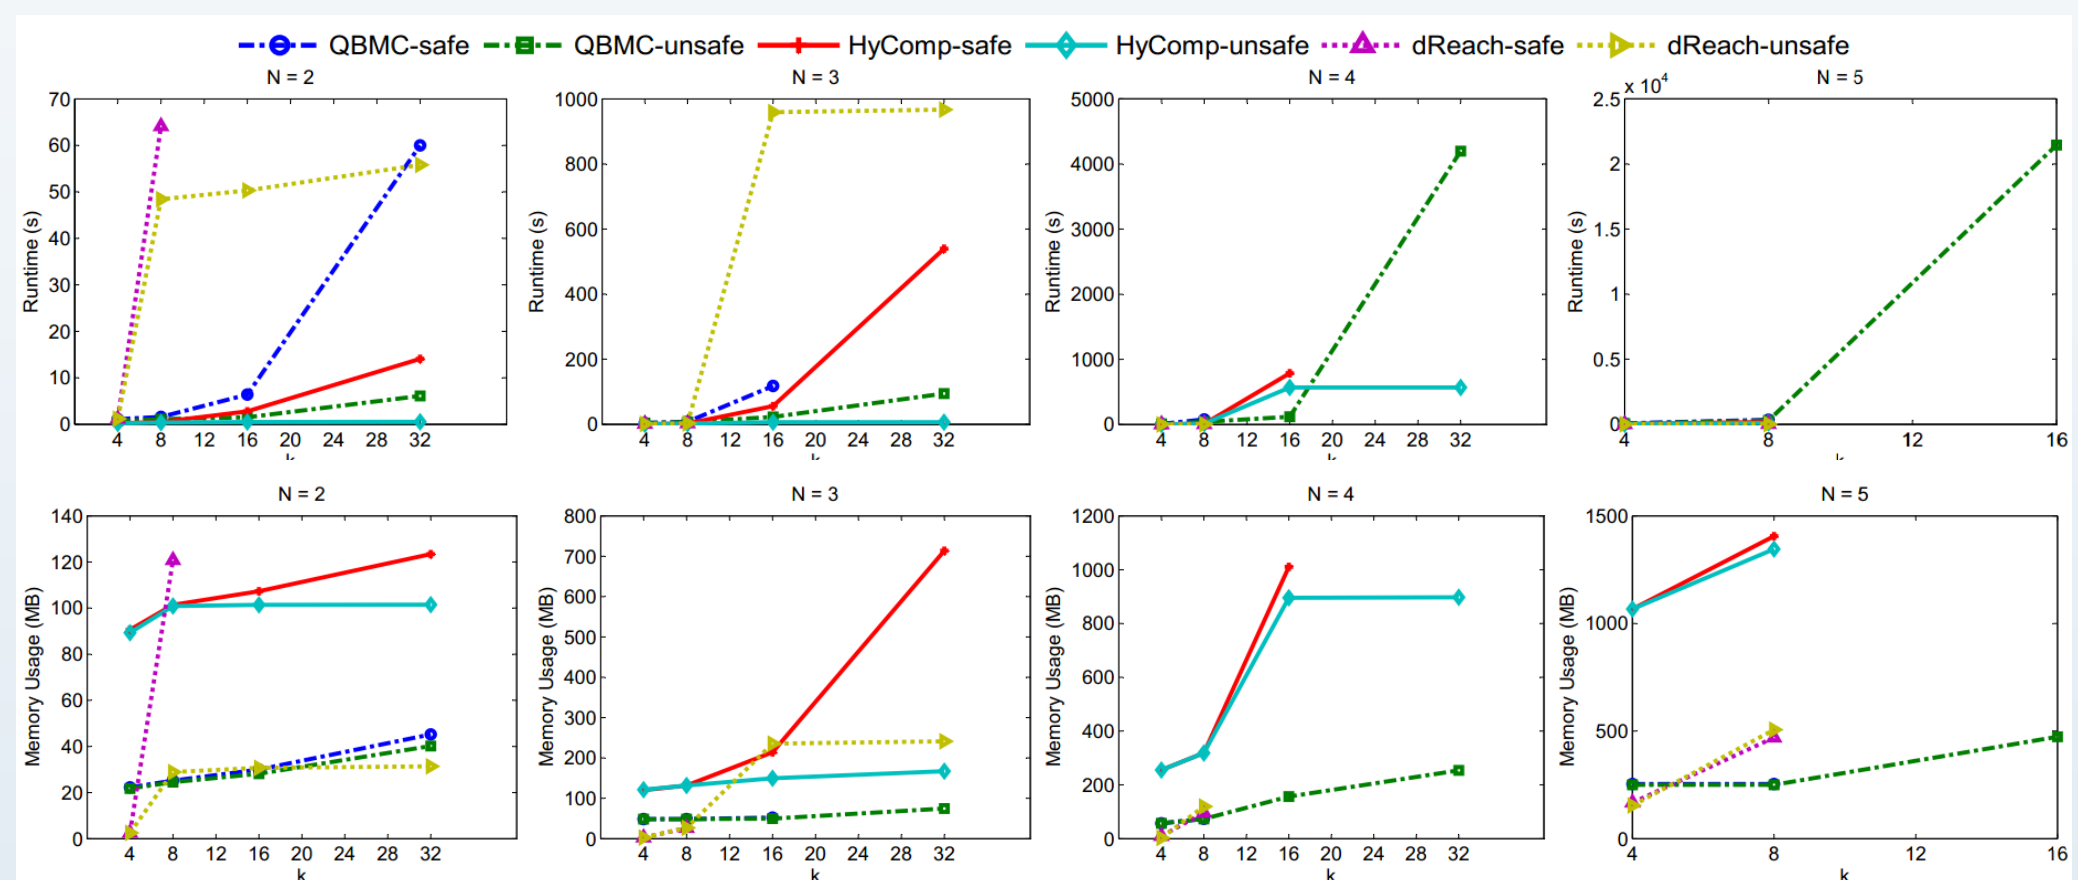 QBMC-safe QBMC-unsafe HyComp-safe HyComp-unsafe dReach-safe dReach-unsafe
N = 2
70
60
50
40
30
20
10
0
Runtime (s)
4 8 12 16 20 24 28 32
k
N = 3
1000
800
600
400
200
0
Runtime (s)
4 8 12 16 20 24 28 32
k
N = 4
5000
4000
3000
2000
1000
0
Runtime (s)
4 8 12 16 20 24 28 32
k
N = 5
x 10⁴
2.5
2
1.5
1
0.5
0
Runtime (s)
4 8 12 16
k
N = 2
140
120
100
80
60
40
20
0
Memory Usage (MB)
4 8 12 16 20 24 28 32
k
N = 3
800
700
600
500
400
300
200
100
0
Memory Usage (MB)
4 8 12 16 20 24 28 32
k
N = 4
1200
1000
800
600
400
200
0
Memory Usage (MB)
4 8 12 16 20 24 28 32
k
N = 5
1500
1000
500
0
Memory Usage (MB)
4 8 12 16
k